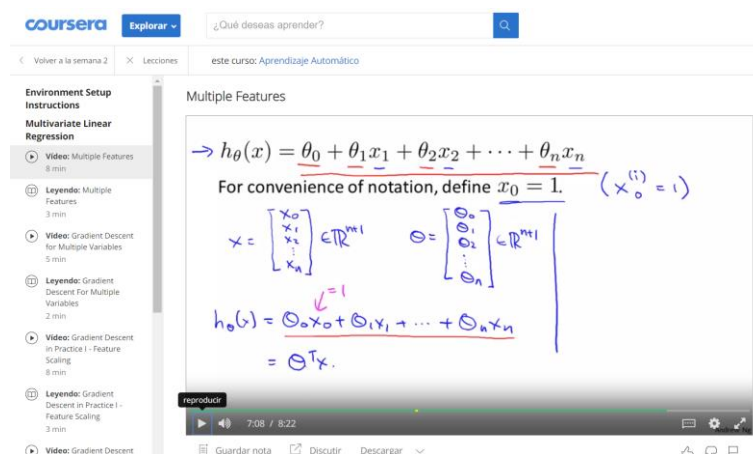 coursera Explorar ¿Qué deseas aprender?
Volver a la semana 2 Lecciones este curso: Aprendizaje Automático
Environment Setup
Instructions
Multivariate Linear
Regression
Video: Multiple Features
8 min
Leyendo: Multiple
Features
3 min
Video: Gradient Descent
for Multiple Variables
5 min
Leyendo: Gradient
Descent For Multiple
Variables
2 min
Video: Gradient Descent
in Practice I - Feature
Scaling
8 min
Leyendo: Gradient
Descent in Practice I -
Feature Scaling
3 min
Video: Gradient Descent
Multiple Features
→ hθ(x) = θ₀ + θ₁x₁ + θ₂x₂ + ⋯ + θₙxₙ
For convenience of notation, define x₀ = 1. (x₀⁽ⁱ⁾ = 1)
x = [x₀ x₁ x₂ ⋮ xₙ] ∈ ℝⁿ⁺¹ θ = [θ₀ θ₁ θ₂ ⋮ θₙ] ∈ ℝⁿ⁺¹
=1
hθ(x) = θ₀x₀ + θ₁x₁ + ⋯ + θₙxₙ
= θᵀx.
reproducir
7:08 / 8:22
Andrew Ng
Guardar nota Discutir Descargar